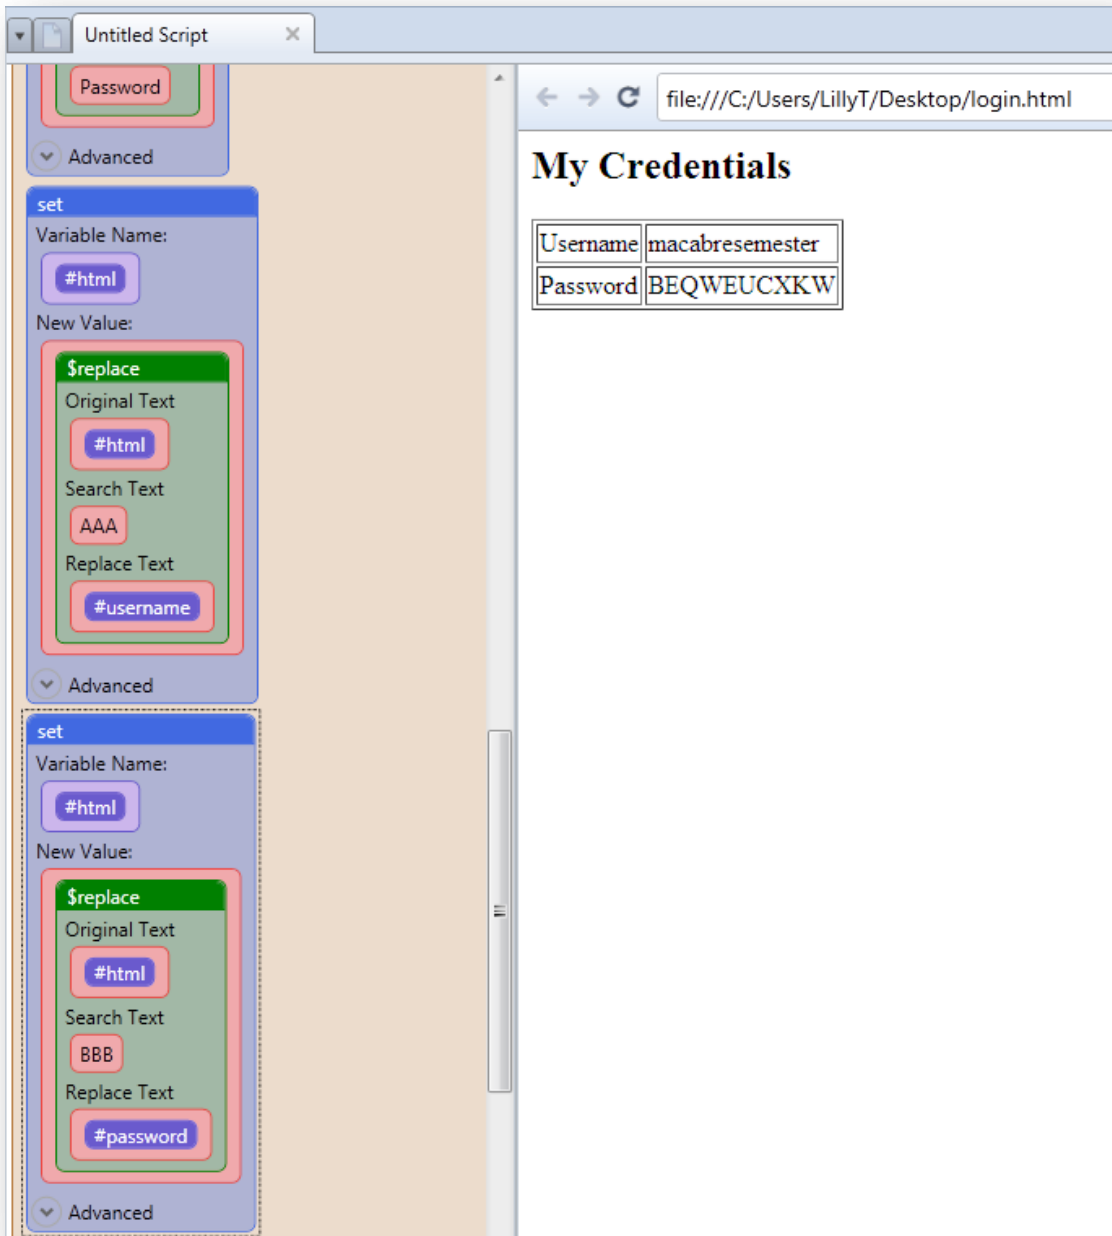 Untitled Script
Password
Advanced
set
Variable Name:
#html
New Value:
$replace
Original Text
#html
Search Text
AAA
Replace Text
#username
Advanced
set
Variable Name:
#html
New Value:
$replace
Original Text
#html
Search Text
BBB
Replace Text
#password
Advanced
file:///C:/Users/LillyT/Desktop/login.html
My Credentials
Username macabresemester
Password BEQWEUCXKW